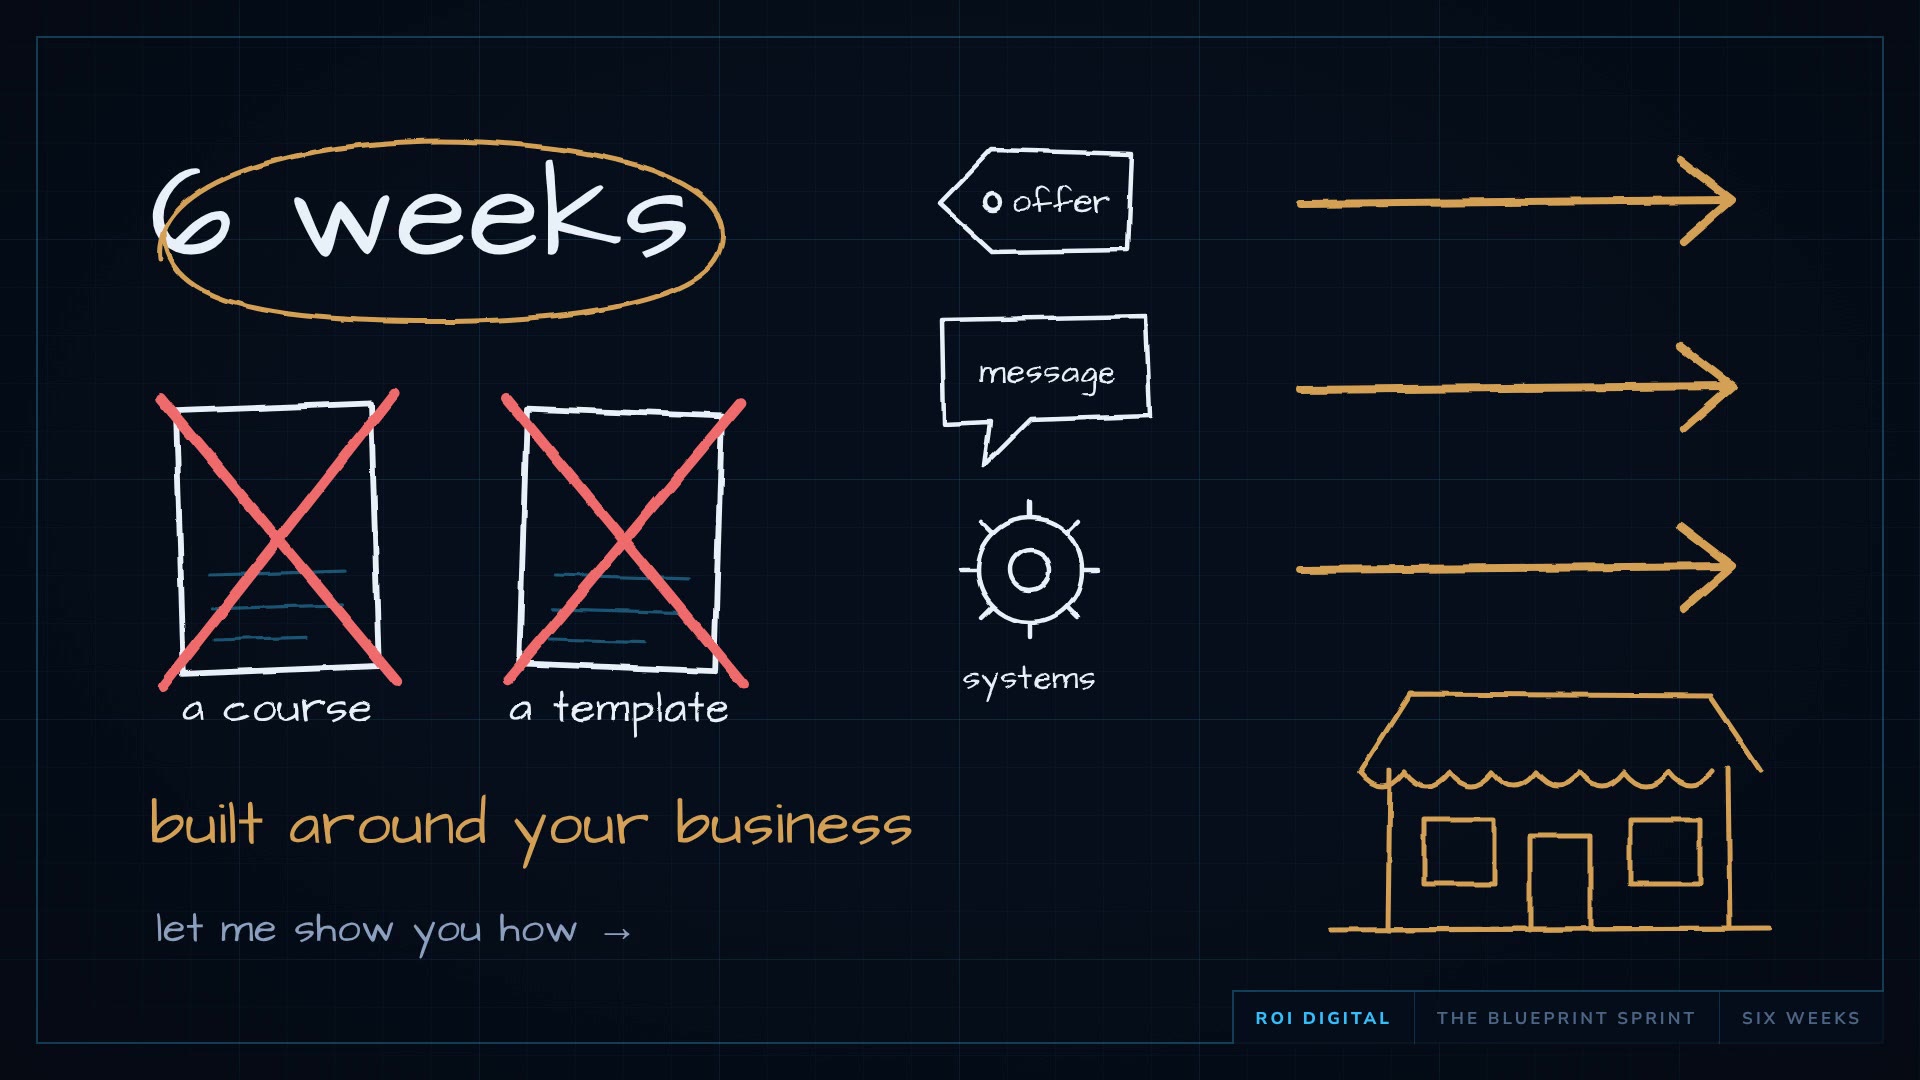 6 weeks
offer
message
systems
a course
a template
built around your business
let me show you how →
ROI DIGITAL
THE BLUEPRINT SPRINT
SIX WEEKS